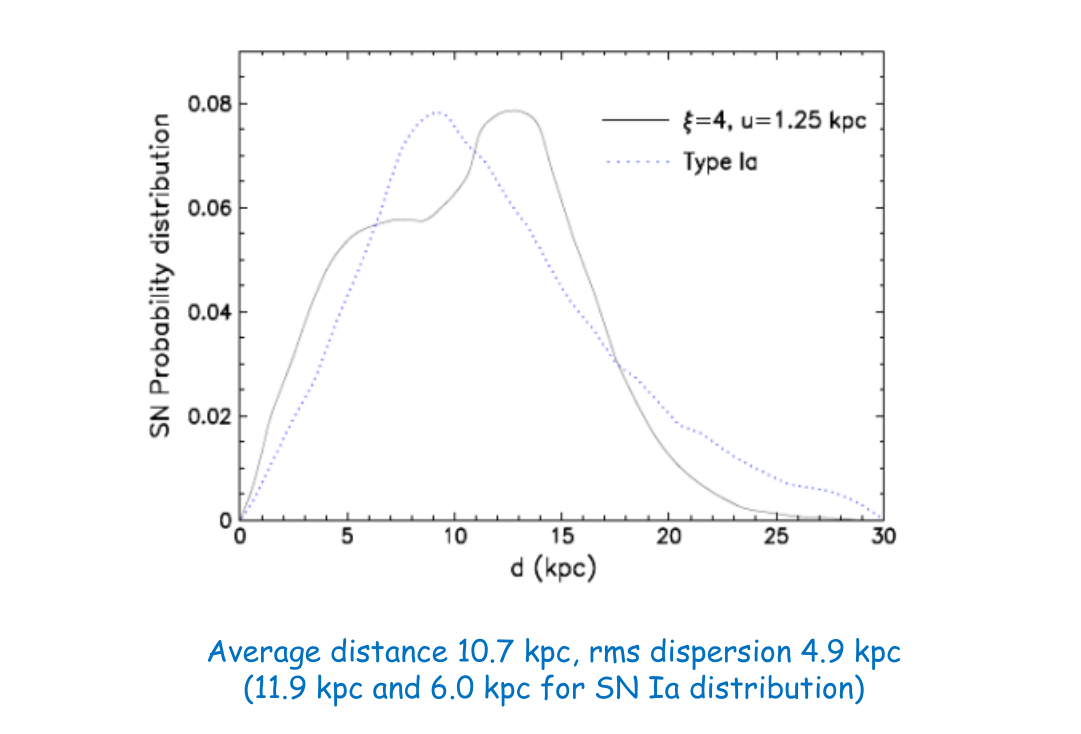 SN Probability distribution
0.08
0.06
0.04
0.02
0
ξ=4, u=1.25 kpc
Type Ia
0 5 10 15 20 25 30
d (kpc)
Average distance 10.7 kpc, rms dispersion 4.9 kpc
(11.9 kpc and 6.0 kpc for SN Ia distribution)